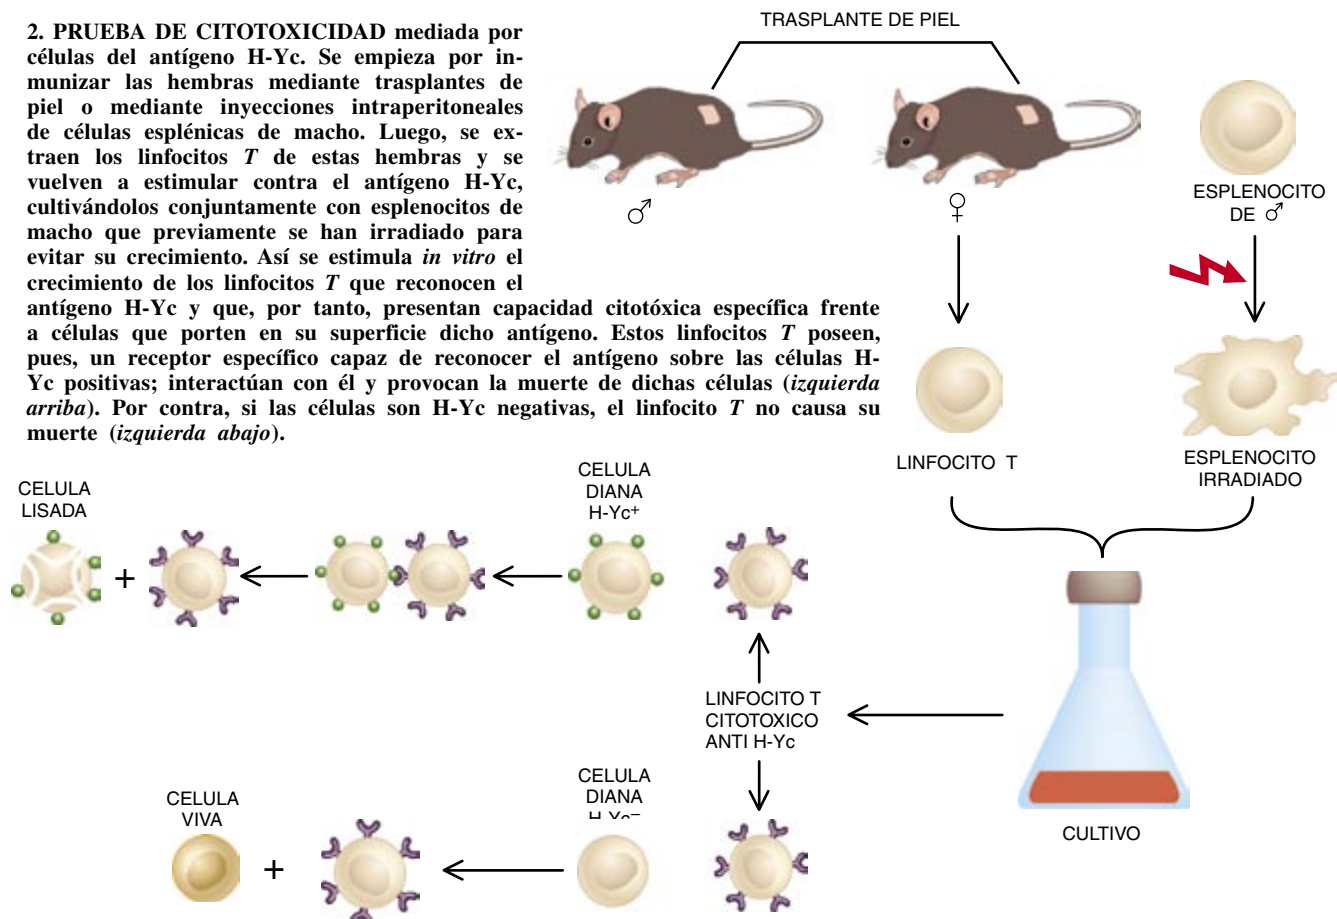 2. PRUEBA DE CITOTOXICIDAD mediada por
células del antígeno H-Yc. Se empieza por in-
munizar las hembras mediante trasplantes de
piel o mediante inyecciones intraperitoneales
de células esplénicas de macho. Luego, se ex-
traen los linfocitos T de estas hembras y se
vuelven a estimular contra el antígeno H-Yc,
cultivándolos conjuntamente con esplenocitos de
macho que previamente se han irradiado para
evitar su crecimiento. Así se estimula in vitro el
crecimiento de los linfocitos T que reconocen el
antígeno H-Yc y que, por tanto, presentan capacidad citotóxica específica frente
a células que porten en su superficie dicho antígeno. Estos linfocitos T poseen,
pues, un receptor específico capaz de reconocer el antígeno sobre las células H-
Yc positivas; interactúan con él y provocan la muerte de dichas células (izquierda
arriba). Por contra, si las células son H-Yc negativas, el linfocito T no causa su
muerte (izquierda abajo).
TRASPLANTE DE PIEL
♂
♀
ESPLENOCITO
DE ♂
LINFOCITO T
ESPLENOCITO
IRRADIADO
CELULA
LISADA
+
CELULA
DIANA
H-Yc+
LINFOCITO T
CITOTOXICO
ANTI H-Yc
CULTIVO
CELULA
VIVA
+
CELULA
DIANA
H-Yc−